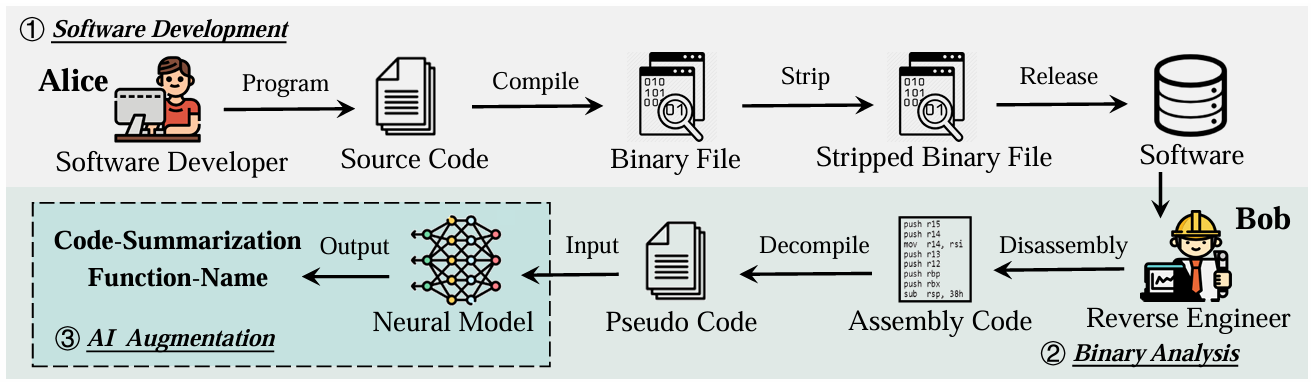 ① Software Development
Alice
Program
Compile
Strip
Release
010
101
00
01
010
101
00
01
Software Developer
Source Code
Binary File
Stripped Binary File
Software
Code-Summarization
Function-Name
Output
Input
Decompile
push r15
push r14
mov r14, rsi
push r13
push r12
push rbp
push rbx
sub rsp, 38h
Disassembly
Bob
Neural Model
Pseudo Code
Assembly Code
Reverse Engineer
③ AI Augmentation
② Binary Analysis